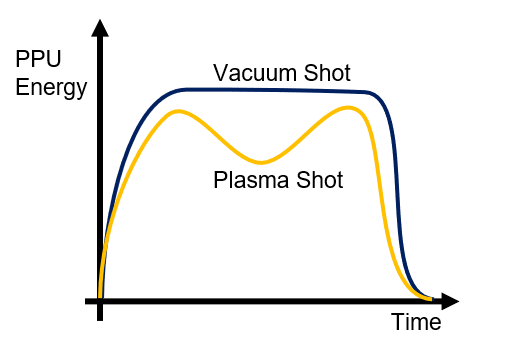 PPU
Energy
Vacuum Shot
Plasma Shot
Time